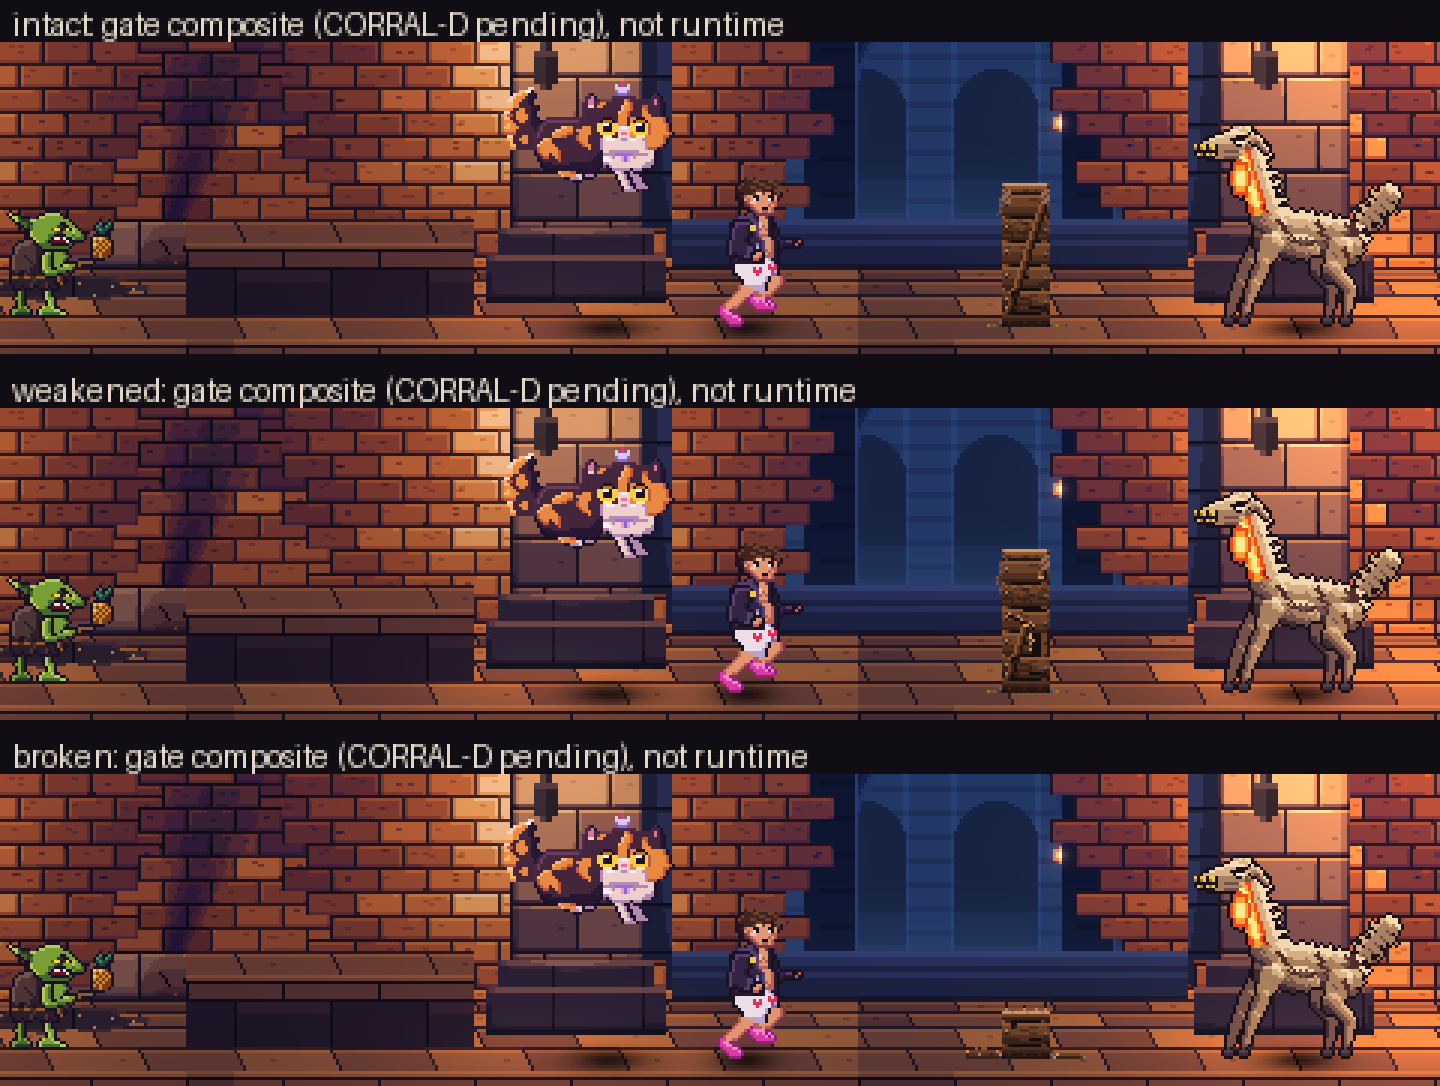 intact: gate composite (CORRAL-D pending), not runtime
weakened: gate composite (CORRAL-D pending), not runtime
broken: gate composite (CORRAL-D pending), not runtime